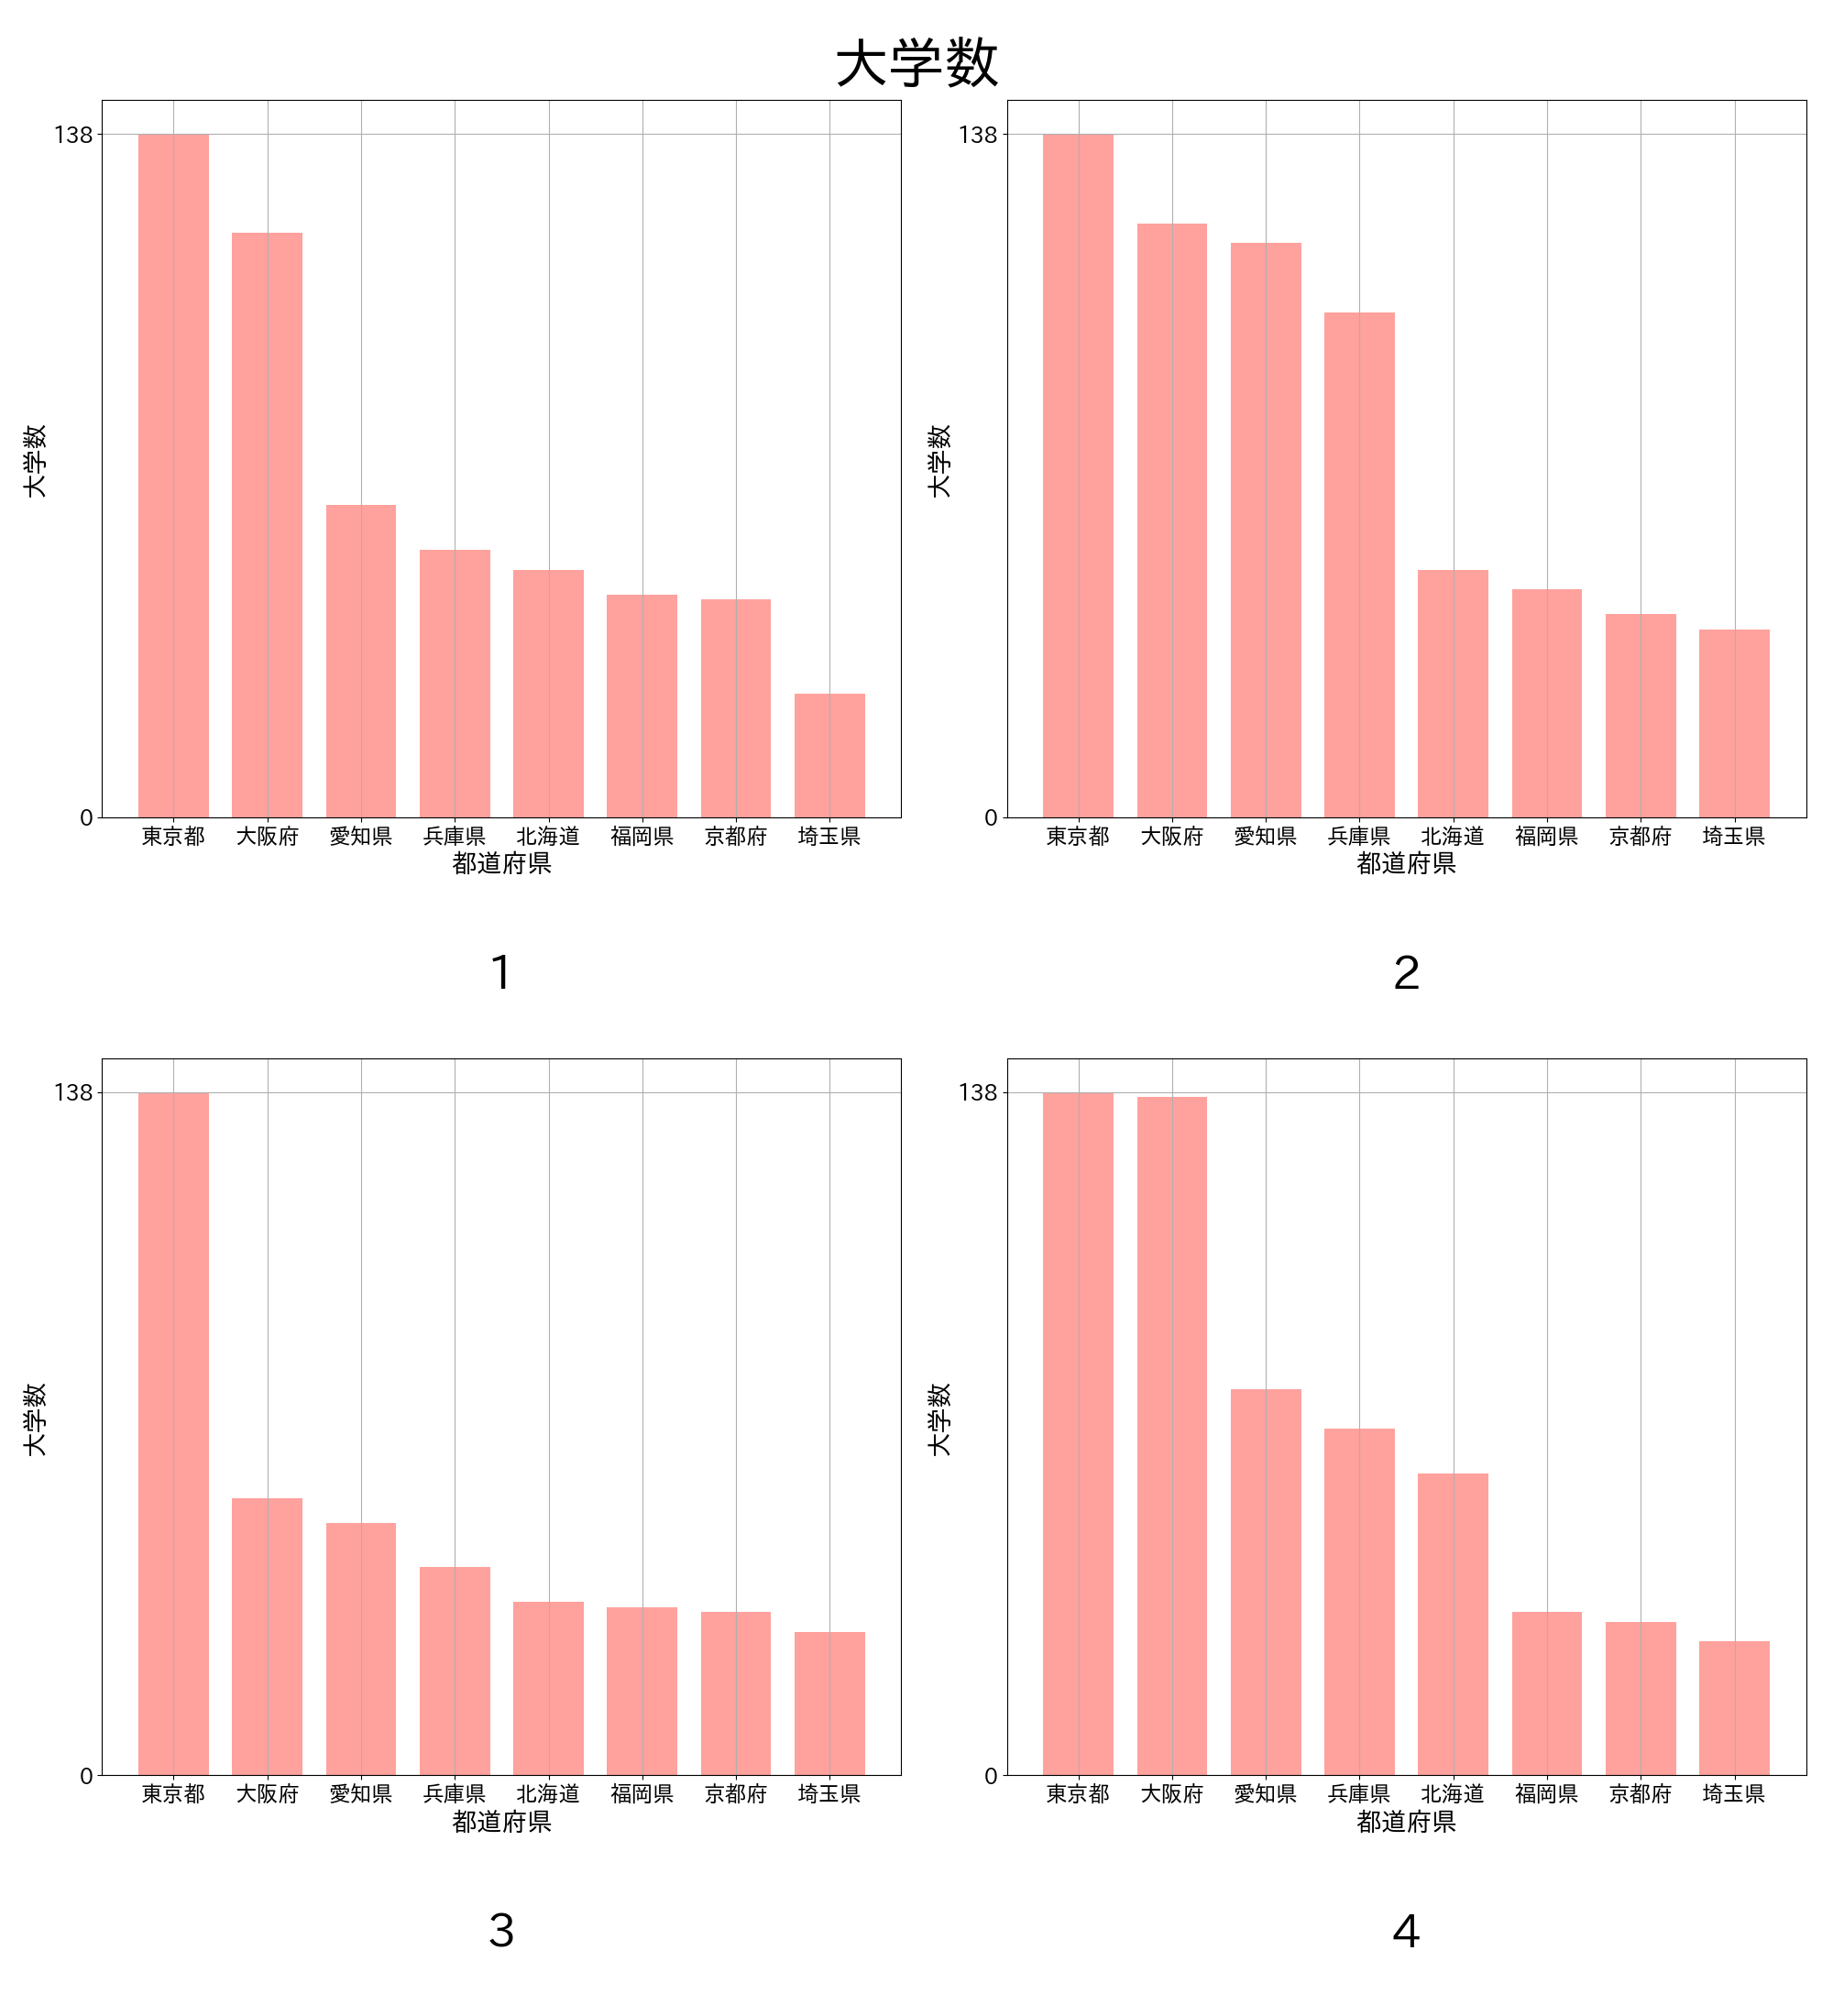 大学数
138
0
大学数
東京都 大阪府 愛知県 兵庫県 北海道 福岡県 京都府 埼玉県
都道府県
1
138
0
大学数
東京都 大阪府 愛知県 兵庫県 北海道 福岡県 京都府 埼玉県
都道府県
2
138
0
大学数
東京都 大阪府 愛知県 兵庫県 北海道 福岡県 京都府 埼玉県
都道府県
3
138
0
大学数
東京都 大阪府 愛知県 兵庫県 北海道 福岡県 京都府 埼玉県
都道府県
4